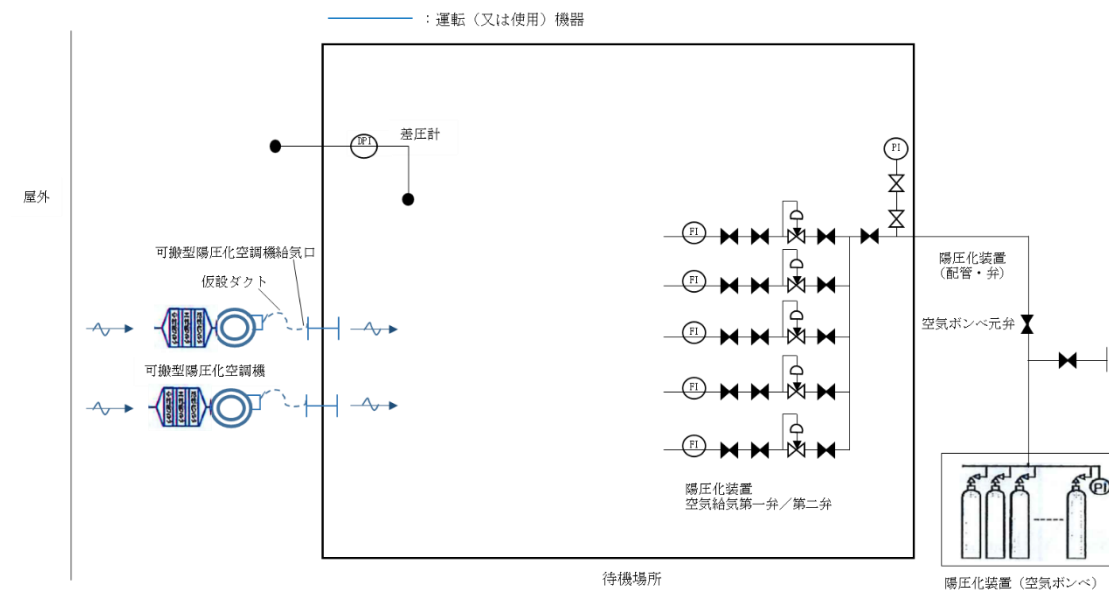 ：運転（又は使用）機器
DPI
差圧計
PI
屋外
FI
可搬型陽圧化空調機給気口
陽圧化装置
（配管・弁）
仮設ダクト
FI
空気ボンベ元弁
FI
可搬型陽圧化空調機
FI
FI
PI
陽圧化装置
空気給気第一弁／第二弁
待機場所
陽圧化装置（空気ボンベ）